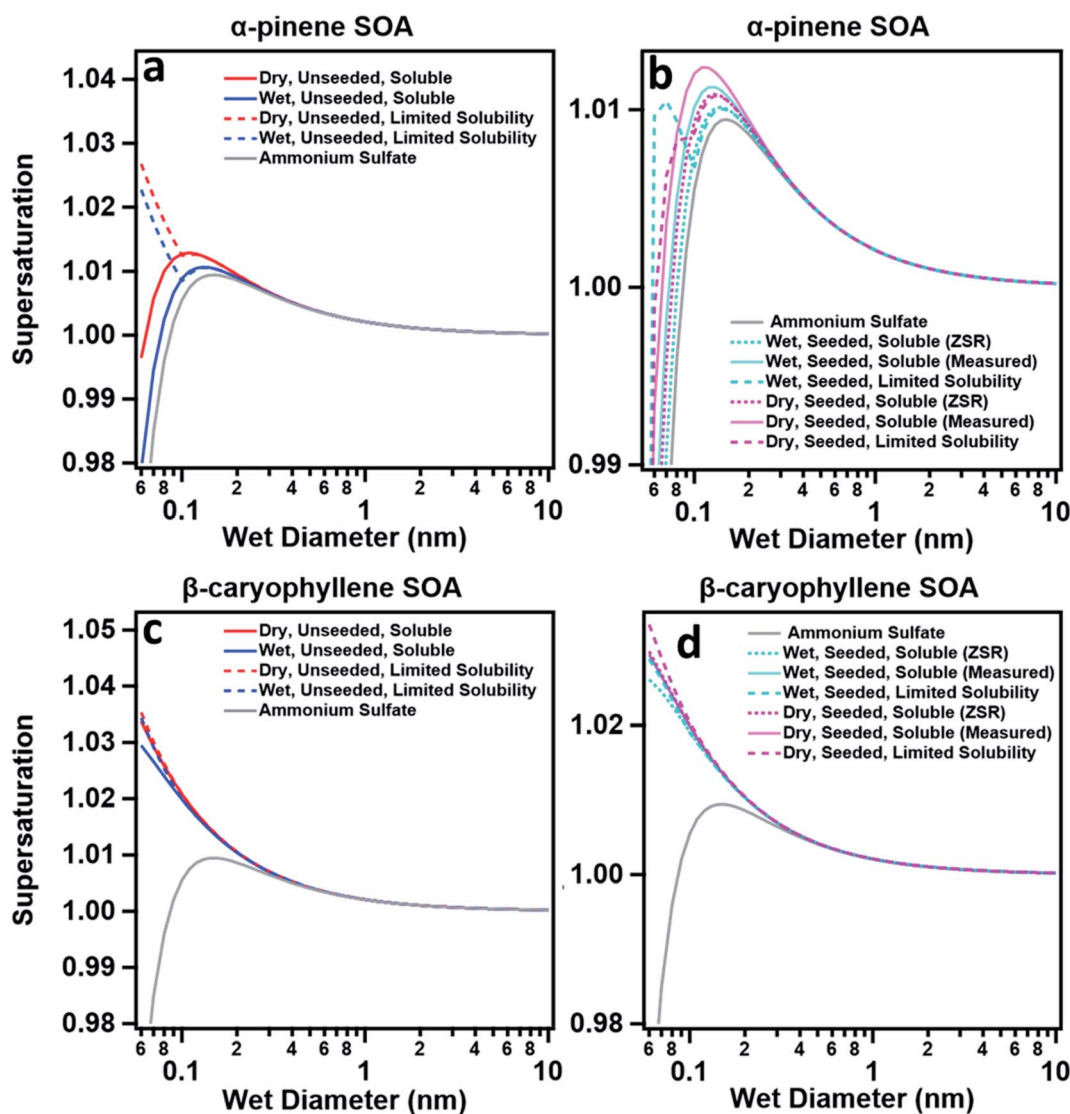 α-pinene SOA
a
Dry, Unseeded, Soluble
Wet, Unseeded, Soluble
Dry, Unseeded, Limited Solubility
Wet, Unseeded, Limited Solubility
Ammonium Sulfate
Supersaturation
1.04
1.03
1.02
1.01
1.00
0.99
0.98
6 8 2 4 6 8 2 4 6 8
0.1 1 10
Wet Diameter (nm)
α-pinene SOA
b
1.01
1.00
0.99
Ammonium Sulfate
Wet, Seeded, Soluble (ZSR)
Wet, Seeded, Soluble (Measured)
Wet, Seeded, Limited Solubility
Dry, Seeded, Soluble (ZSR)
Dry, Seeded, Soluble (Measured)
Dry, Seeded, Limited Solubility
6 8 2 4 6 8 2 4 6 8
0.1 1 10
Wet Diameter (nm)
β-caryophyllene SOA
c
Dry, Unseeded, Soluble
Wet, Unseeded, Soluble
Dry, Unseeded, Limited Solubility
Wet, Unseeded, Limited Solubility
Ammonium Sulfate
Supersaturation
1.05
1.04
1.03
1.02
1.01
1.00
0.99
0.98
6 8 2 4 6 8 2 4 6 8
0.1 1 10
Wet Diameter (nm)
β-caryophyllene SOA
d
Ammonium Sulfate
Wet, Seeded, Soluble (ZSR)
Wet, Seeded, Soluble (Measured)
Wet, Seeded, Limited Solubility
Dry, Seeded, Soluble (ZSR)
Dry, Seeded, Soluble (Measured)
Dry, Seeded, Limited Solubility
1.02
1.00
0.98
6 8 2 4 6 8 2 4 6 8
0.1 1 10
Wet Diameter (nm)